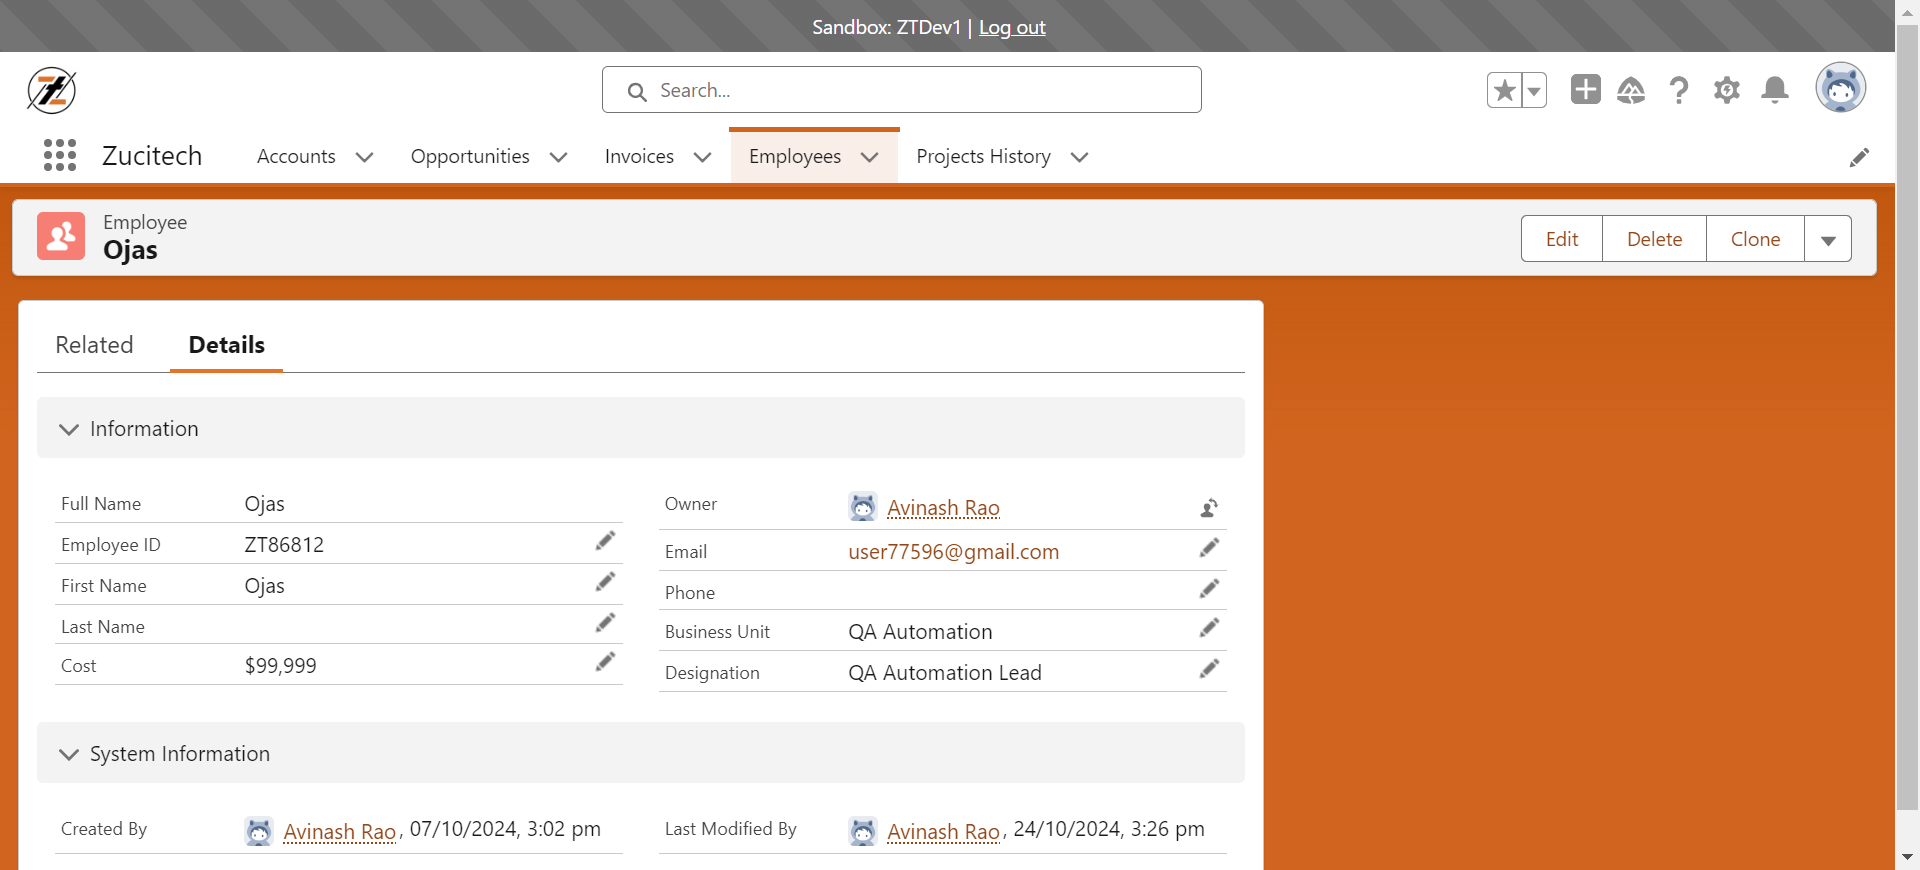 Sandbox: ZTDev1 | Log out
Search...
Zucitech Accounts Opportunities Invoices Employees Projects History
Employee
Ojas
Edit Delete Clone
Related Details
Information
Full Name Ojas
Owner Avinash Rao
Employee ID ZT86812
Email user77596@gmail.com
First Name Ojas
Phone
Last Name
Business Unit QA Automation
Cost $99,999
Designation QA Automation Lead
System Information
Created By Avinash Rao, 07/10/2024, 3:02 pm
Last Modified By Avinash Rao, 24/10/2024, 3:26 pm